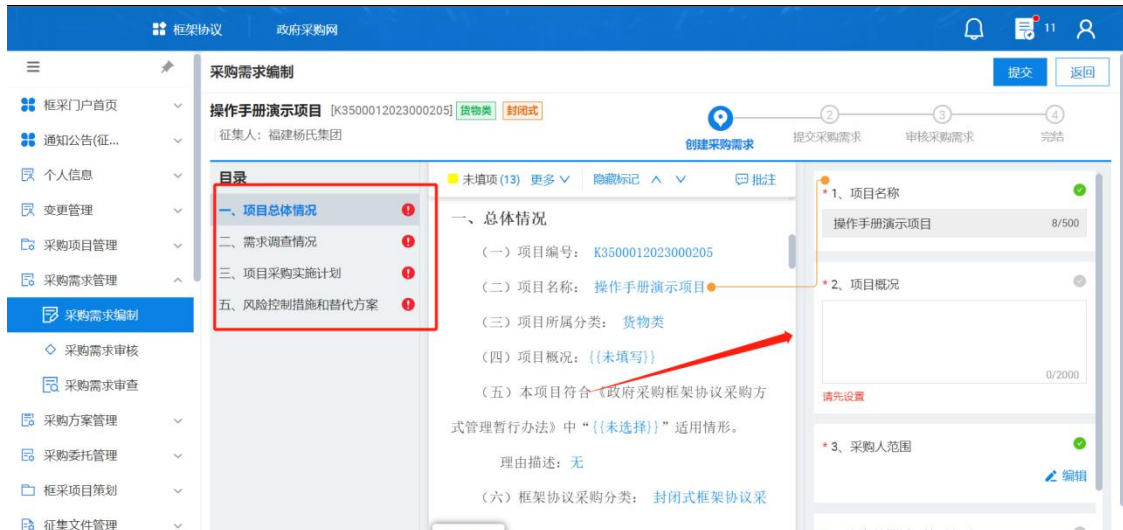 框架协议 政府采购网 11
采购需求编制 提交 返回
框采门户首页
通知公告(征...
个人信息
变更管理
采购项目管理
采购需求管理
采购需求编制
采购需求审核
采购需求审查
采购方案管理
采购委托管理
框采项目策划
征集文件管理
操作手册演示项目 [K3500012023000205] 货物类 封闭式
征集人：福建杨氏集团
创建采购需求
2 提交采购需求
3 审核采购需求
4 完结
目录
一、项目总体情况
二、需求调查情况
三、项目采购实施计划
五、风险控制措施和替代方案
未填项(13) 更多 隐藏标记 批注
一、总体情况
（一）项目编号： K3500012023000205
（二）项目名称： 操作手册演示项目
（三）项目所属分类： 货物类
（四）项目概况：{{未填写}}
（五）本项目符合《政府采购框架协议采购方
式管理暂行办法》中“{{未选择}}”适用情形。
理由描述：无
（六）框架协议采购分类： 封闭式框架协议采
* 1、项目名称
操作手册演示项目 8/500
* 2、项目概况
0/2000
请先设置
* 3、采购人范围
编辑